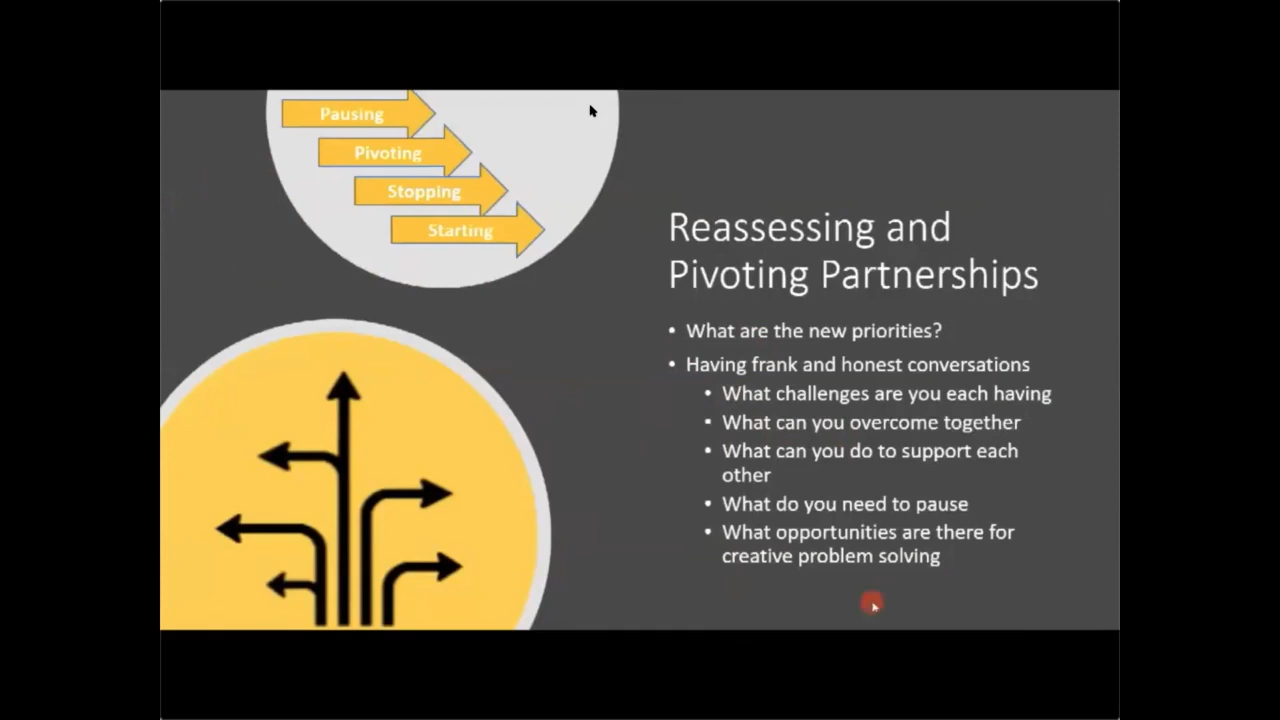 Pausing
Pivoting
Stopping
Starting
Reassessing and
Pivoting Partnerships
• What are the new priorities?
• Having frank and honest conversations
• What challenges are you each having
• What can you overcome together
• What can you do to support each
other
• What do you need to pause
• What opportunities are there for
creative problem solving